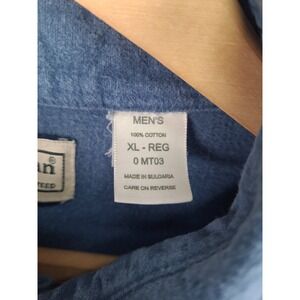 MEN'S
100% COTTON
XL - REG
0 MT03
MADE IN BULGARIA
CARE ON REVERSE